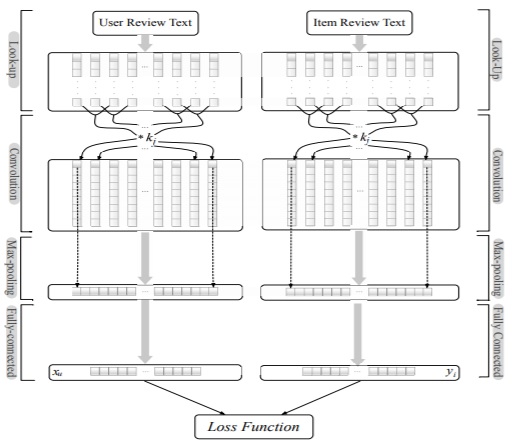 User Review Text
Item Review Text
Look-up
Look-Up
...
...
...
...
* k_j
* k_j
...
...
Convolution
Convolution
...
...
Max-pooling
Max-pooling
...
...
Fully-connected
Fully Connected
x_u
...
...
y_i
Loss Function